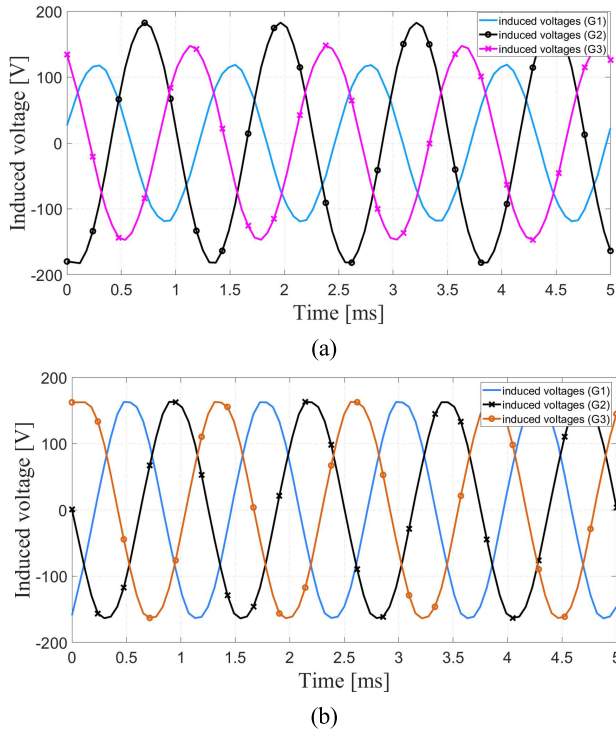 induced voltages (G1)
induced voltages (G2)
induced voltages (G3)
200
100
0
-100
-200
Induced voltage [V]
0 0.5 1 1.5 2 2.5 3 3.5 4 4.5 5
Time [ms]
(a)
induced voltages (G1)
induced voltages (G2)
induced voltages (G3)
200
100
0
-100
-200
Induced voltage [V]
0 0.5 1 1.5 2 2.5 3 3.5 4 4.5 5
Time [ms]
(b)